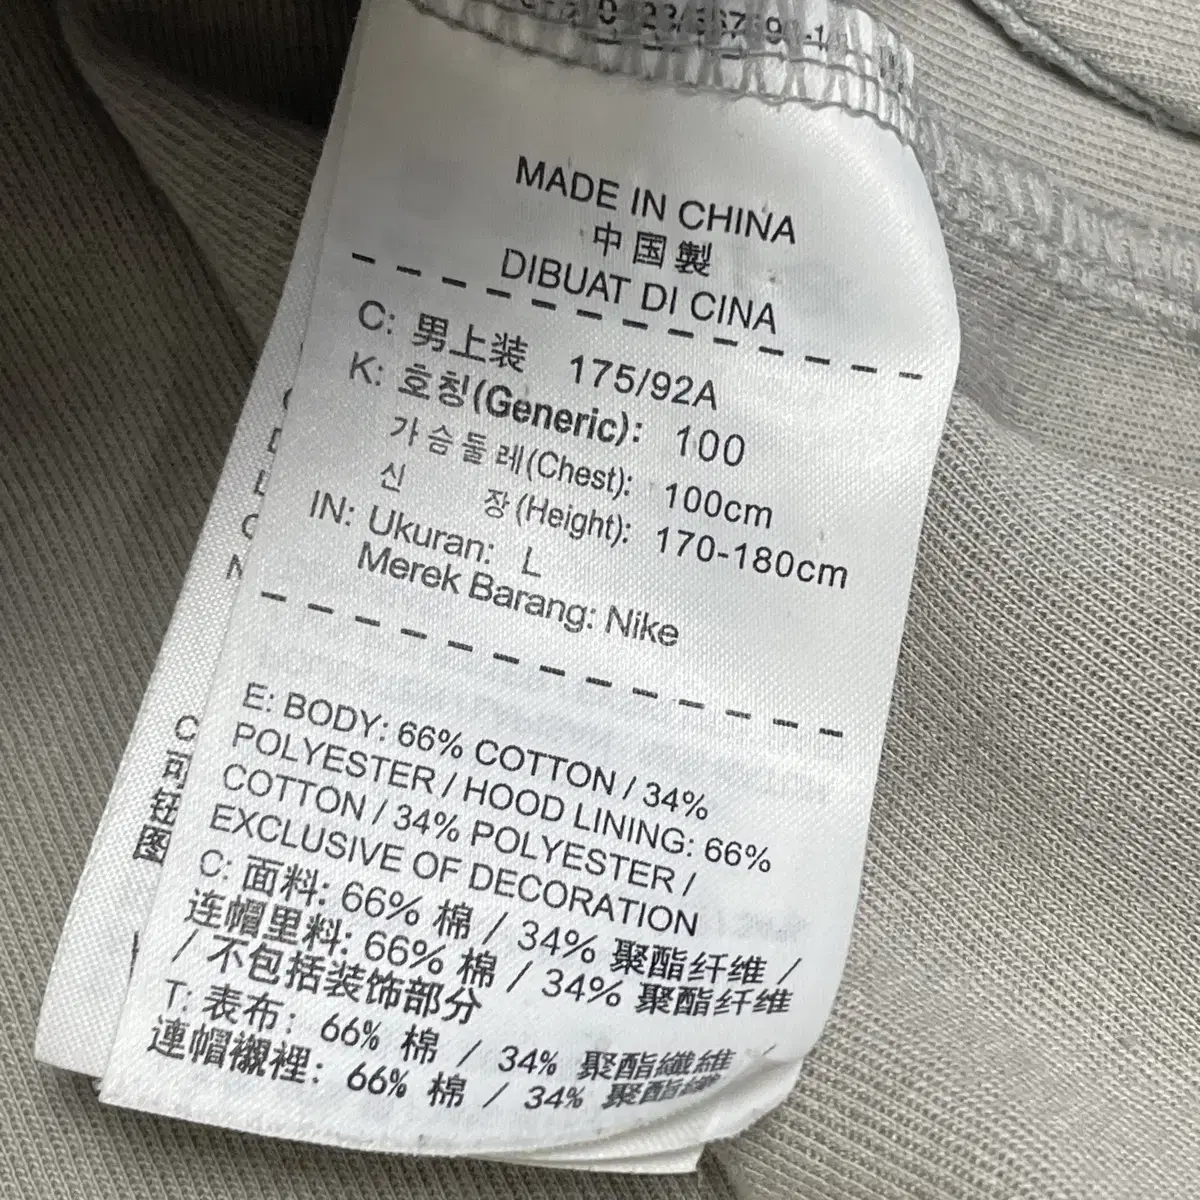 MADE IN CHINA
中国製
DIBUAT DI CINA
C: 男上装 175/92A
K: 호칭(Generic): 100
가슴둘레(Chest): 100cm
신 장(Height): 170-180cm
IN: Ukuran: L
Merek Barang: Nike
E: BODY: 66% COTTON / 34%
POLYESTER / HOOD LINING: 66%
COTTON / 34% POLYESTER /
EXCLUSIVE OF DECORATION
C: 面料: 66% 棉 / 34% 聚酯纤维 /
连帽里料: 66% 棉 / 34% 聚酯纤维
/ 不包括装饰部分
T: 表布: 66% 棉 / 34% 聚酯纖維 /
連帽襯裡: 66% 棉 / 34%